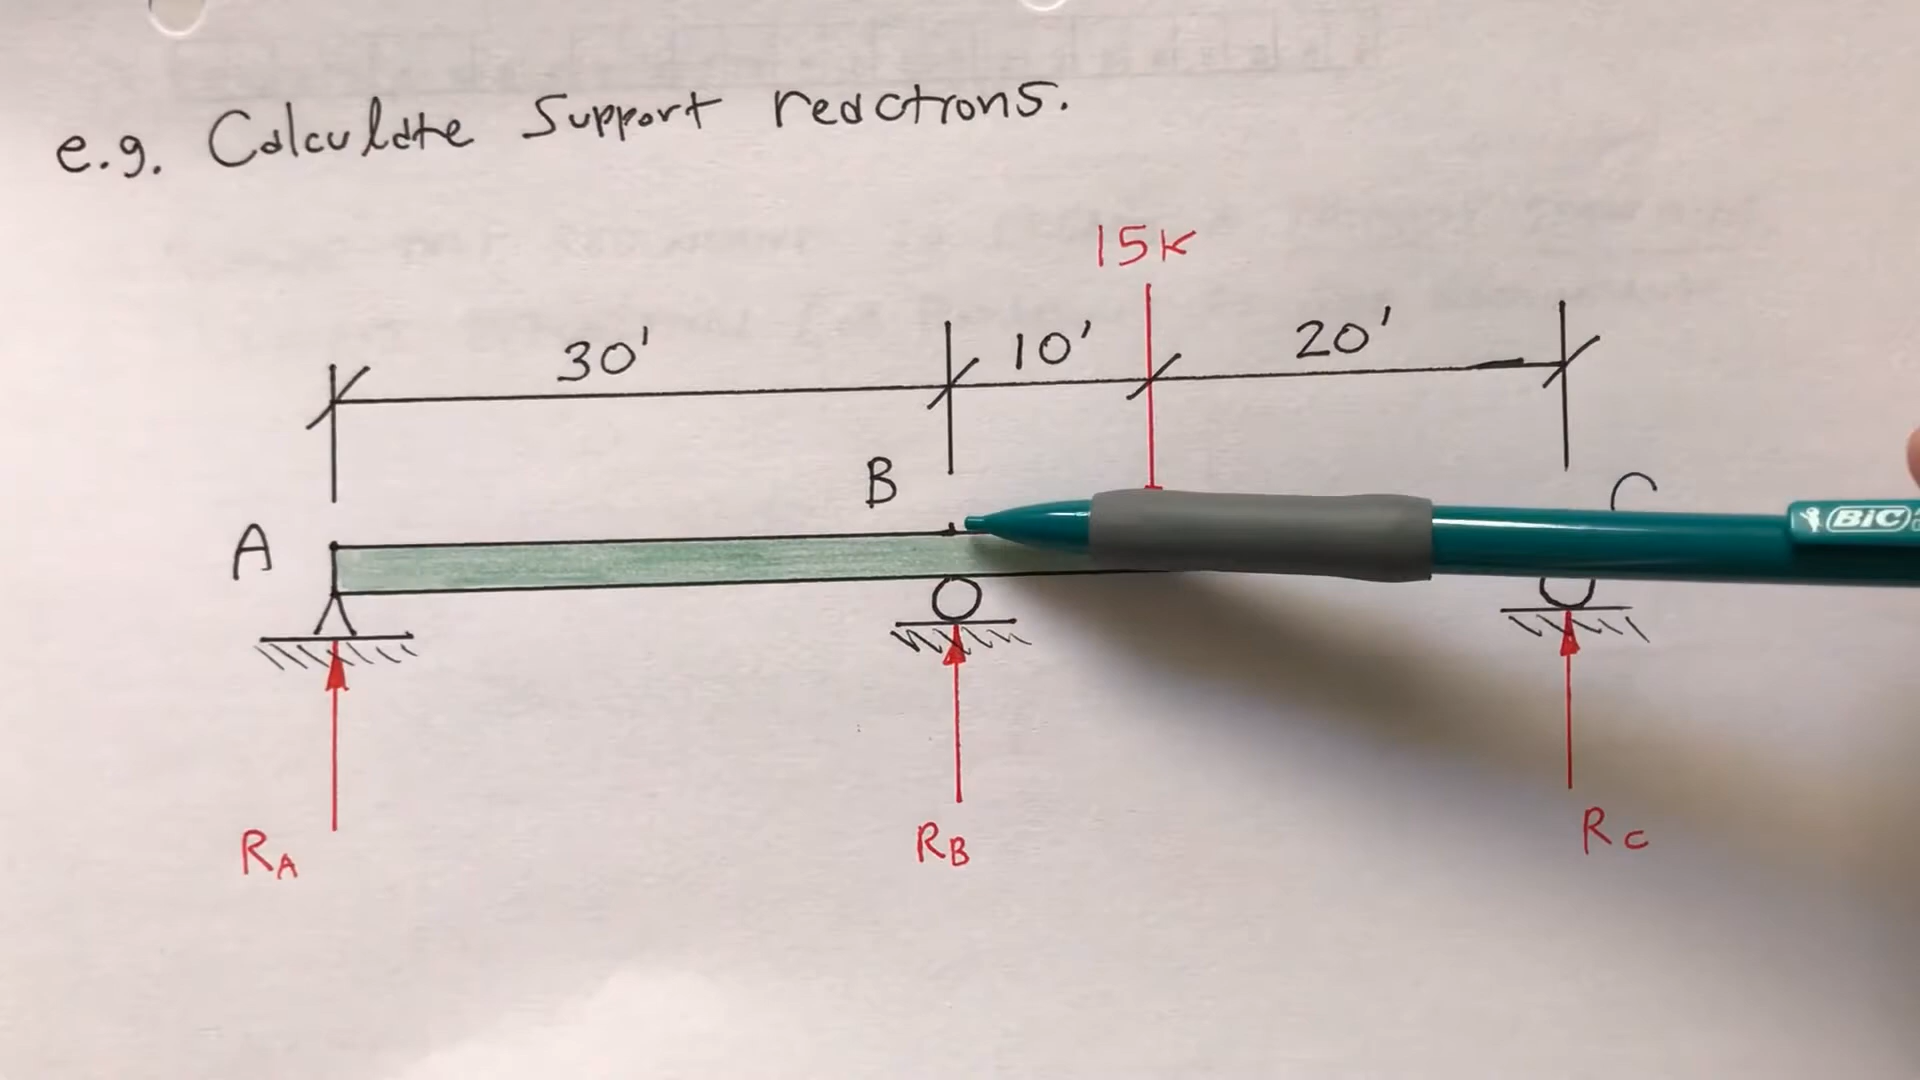 e.g. Calculate Support reactions.
15K
30' 10' 20'
B C
A
BiC
RA RB RC